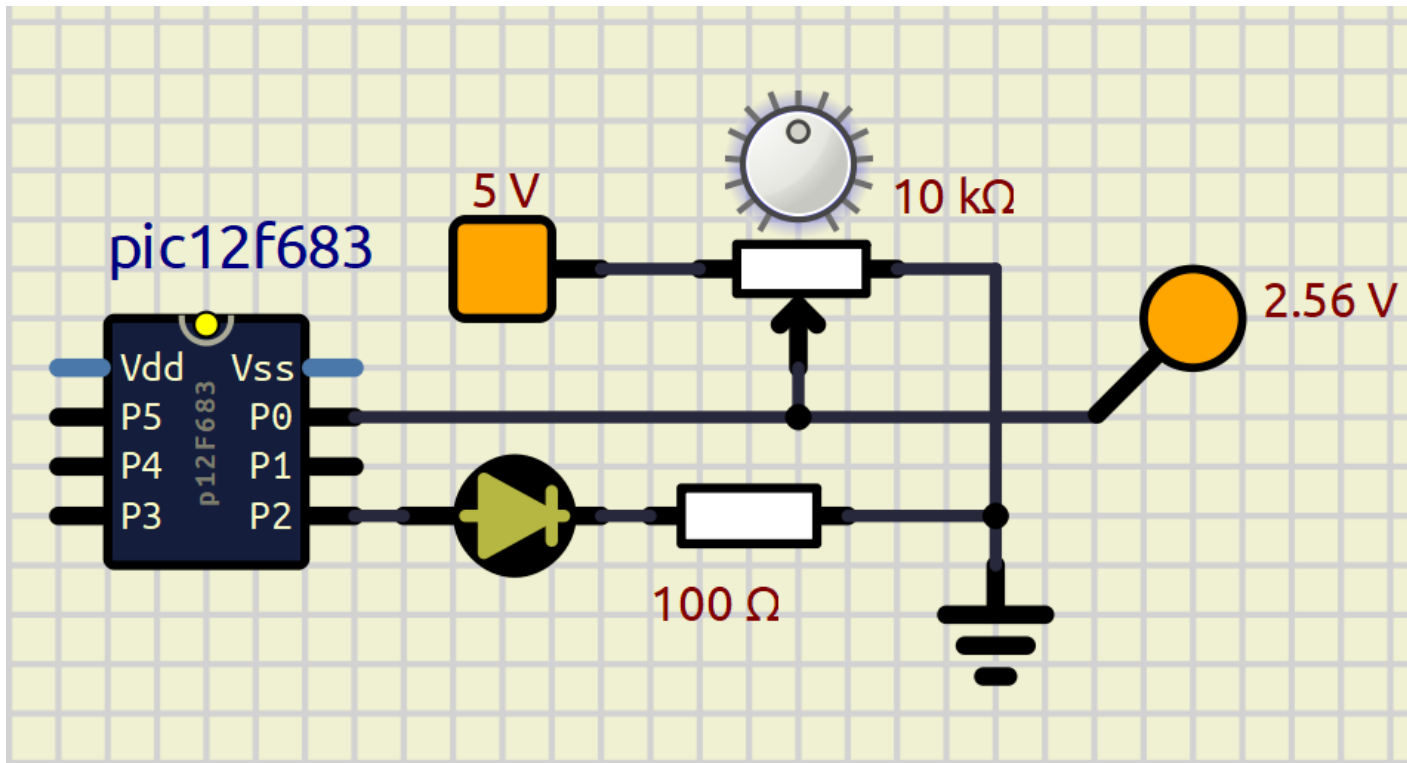 5 V
10 kΩ
pic12f683
2.56 V
Vdd Vss
P5 P0
P4 P1
P3 P2
p12F683
100 Ω